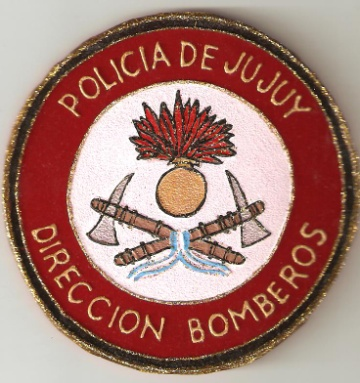 POLICIA DE JUJUY
DIRECCION BOMBEROS